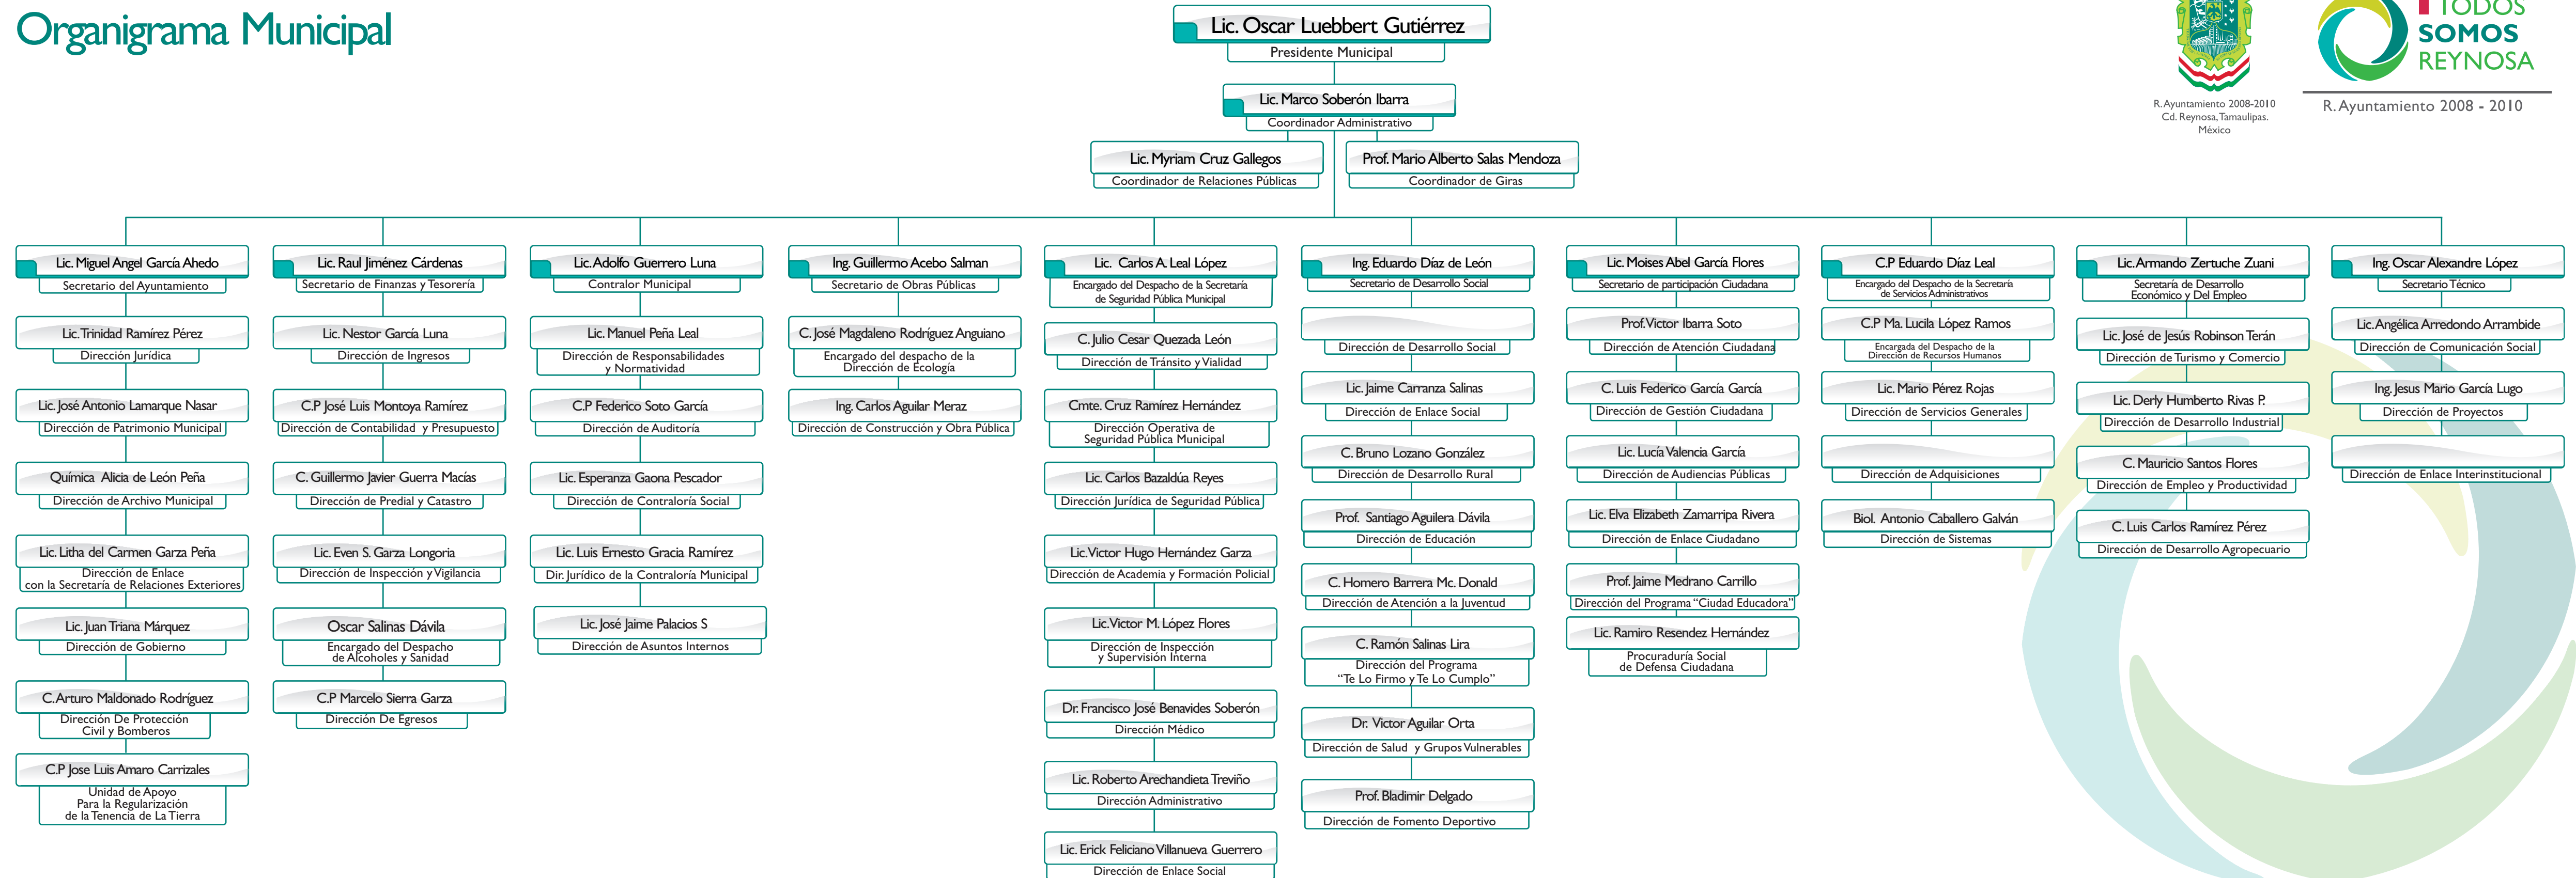 Organigrama Municipal
Lic. Oscar Luebbert Gutiérrez
Presidente Municipal
Lic. Marco Soberón Ibarra
Coordinador Administrativo
Lic. Myriam Cruz Gallegos
Coordinador de Relaciones Públicas
Prof. Mario Alberto Salas Mendoza
Coordinador de Giras
R. Ayuntamiento 2008-2010
Cd. Reynosa, Tamaulipas.
México
TODOS
SOMOS
REYNOSA
R. Ayuntamiento 2008 - 2010
Lic. Miguel Angel García Ahedo
Secretario del Ayuntamiento
Lic. Trinidad Ramírez Pérez
Dirección Jurídica
Lic. José Antonio Lamarque Nasar
Dirección de Patrimonio Municipal
Química Alicia de León Peña
Dirección de Archivo Municipal
Lic. Litha del Carmen Garza Peña
Dirección de Enlace
con la Secretaría de Relaciones Exteriores
Lic. Juan Triana Márquez
Dirección de Gobierno
C. Arturo Maldonado Rodríguez
Dirección De Protección
Civil y Bomberos
C.P Jose Luis Amaro Carrizales
Unidad de Apoyo
Para la Regularización
de la Tenencia de La Tierra
Lic. Raul Jiménez Cárdenas
Secretario de Finanzas y Tesorería
Lic. Nestor García Luna
Dirección de Ingresos
C.P José Luis Montoya Ramírez
Dirección de Contabilidad y Presupuesto
C. Guillermo Javier Guerra Macías
Dirección de Predial y Catastro
Lic. Even S. Garza Longoria
Dirección de Inspección y Vigilancia
Oscar Salinas Dávila
Encargado del Despacho
de Alcoholes y Sanidad
C.P Marcelo Sierra Garza
Dirección De Egresos
Lic. Adolfo Guerrero Luna
Contralor Municipal
Lic. Manuel Peña Leal
Dirección de Responsabilidades
y Normatividad
C.P Federico Soto García
Dirección de Auditoría
Lic. Esperanza Gaona Pescador
Dirección de Contraloría Social
Lic. Luis Ernesto Gracia Ramírez
Dir. Jurídico de la Contraloría Municipal
Lic. José Jaime Palacios S
Dirección de Asuntos Internos
Ing. Guillermo Acebo Salman
Secretario de Obras Públicas
C. José Magdaleno Rodríguez Anguiano
Encargado del despacho de la
Dirección de Ecología
Ing. Carlos Aguilar Meraz
Dirección de Construcción y Obra Pública
Lic. Carlos A. Leal López
Encargado del Despacho de la Secretaría
de Seguridad Pública Municipal
C. Julio Cesar Quezada León
Dirección de Tránsito y Vialidad
Cmte. Cruz Ramírez Hernández
Dirección Operativa de
Seguridad Pública Municipal
Lic. Carlos Bazaldúa Reyes
Dirección Jurídica de Seguridad Pública
Lic. Victor Hugo Hernández Garza
Dirección de Academia y Formación Policial
Lic. Victor M. López Flores
Dirección de Inspección
y Supervisión Interna
Dr. Francisco José Benavides Soberón
Dirección Médico
Lic. Roberto Arechandieta Treviño
Dirección Administrativo
Lic. Erick Feliciano Villanueva Guerrero
Dirección de Enlace Social
Ing. Eduardo Díaz de León
Secretario de Desarrollo Social
Dirección de Desarrollo Social
Lic. Jaime Carranza Salinas
Dirección de Enlace Social
C. Bruno Lozano González
Dirección de Desarrollo Rural
Prof. Santiago Aguilera Dávila
Dirección de Educación
C. Homero Barrera Mc. Donald
Dirección de Atención a la Juventud
C. Ramón Salinas Lira
Dirección del Programa
“Te Lo Firmo y Te Lo Cumplo”
Dr. Victor Aguilar Orta
Dirección de Salud y Grupos Vulnerables
Prof. Bladimir Delgado
Dirección de Fomento Deportivo
Lic. Moises Abel García Flores
Secretario de participación Ciudadana
Prof. Victor Ibarra Soto
Dirección de Atención Ciudadana
C. Luis Federico García García
Dirección de Gestión Ciudadana
Lic. Lucía Valencia García
Dirección de Audiencias Públicas
Lic. Elva Elizabeth Zamarripa Rivera
Dirección de Enlace Ciudadano
Prof. Jaime Medrano Carrillo
Dirección del Programa “Ciudad Educadora”
Lic. Ramiro Resendez Hernández
Procuraduría Social
de Defensa Ciudadana
C.P Eduardo Díaz Leal
Encargado del Despacho de la Secretaría
de Servicios Administrativos
C.P Ma. Lucila López Ramos
Encargada del Despacho de la
Dirección de Recursos Humanos
Lic. Mario Pérez Rojas
Dirección de Servicios Generales
Dirección de Adquisiciones
Biol. Antonio Caballero Galván
Dirección de Sistemas
Lic. Armando Zertuche Zuani
Secretaría de Desarrollo
Económico y Del Empleo
Lic. José de Jesús Robinson Terán
Dirección de Turismo y Comercio
Lic. Derly Humberto Rivas P.
Dirección de Desarrollo Industrial
C. Mauricio Santos Flores
Dirección de Empleo y Productividad
C. Luis Carlos Ramírez Pérez
Dirección de Desarrollo Agropecuario
Ing. Oscar Alexandre López
Secretario Técnico
Lic. Angélica Arredondo Arrambide
Dirección de Comunicación Social
Ing. Jesus Mario García Lugo
Dirección de Proyectos
Dirección de Enlace Interinstitucional